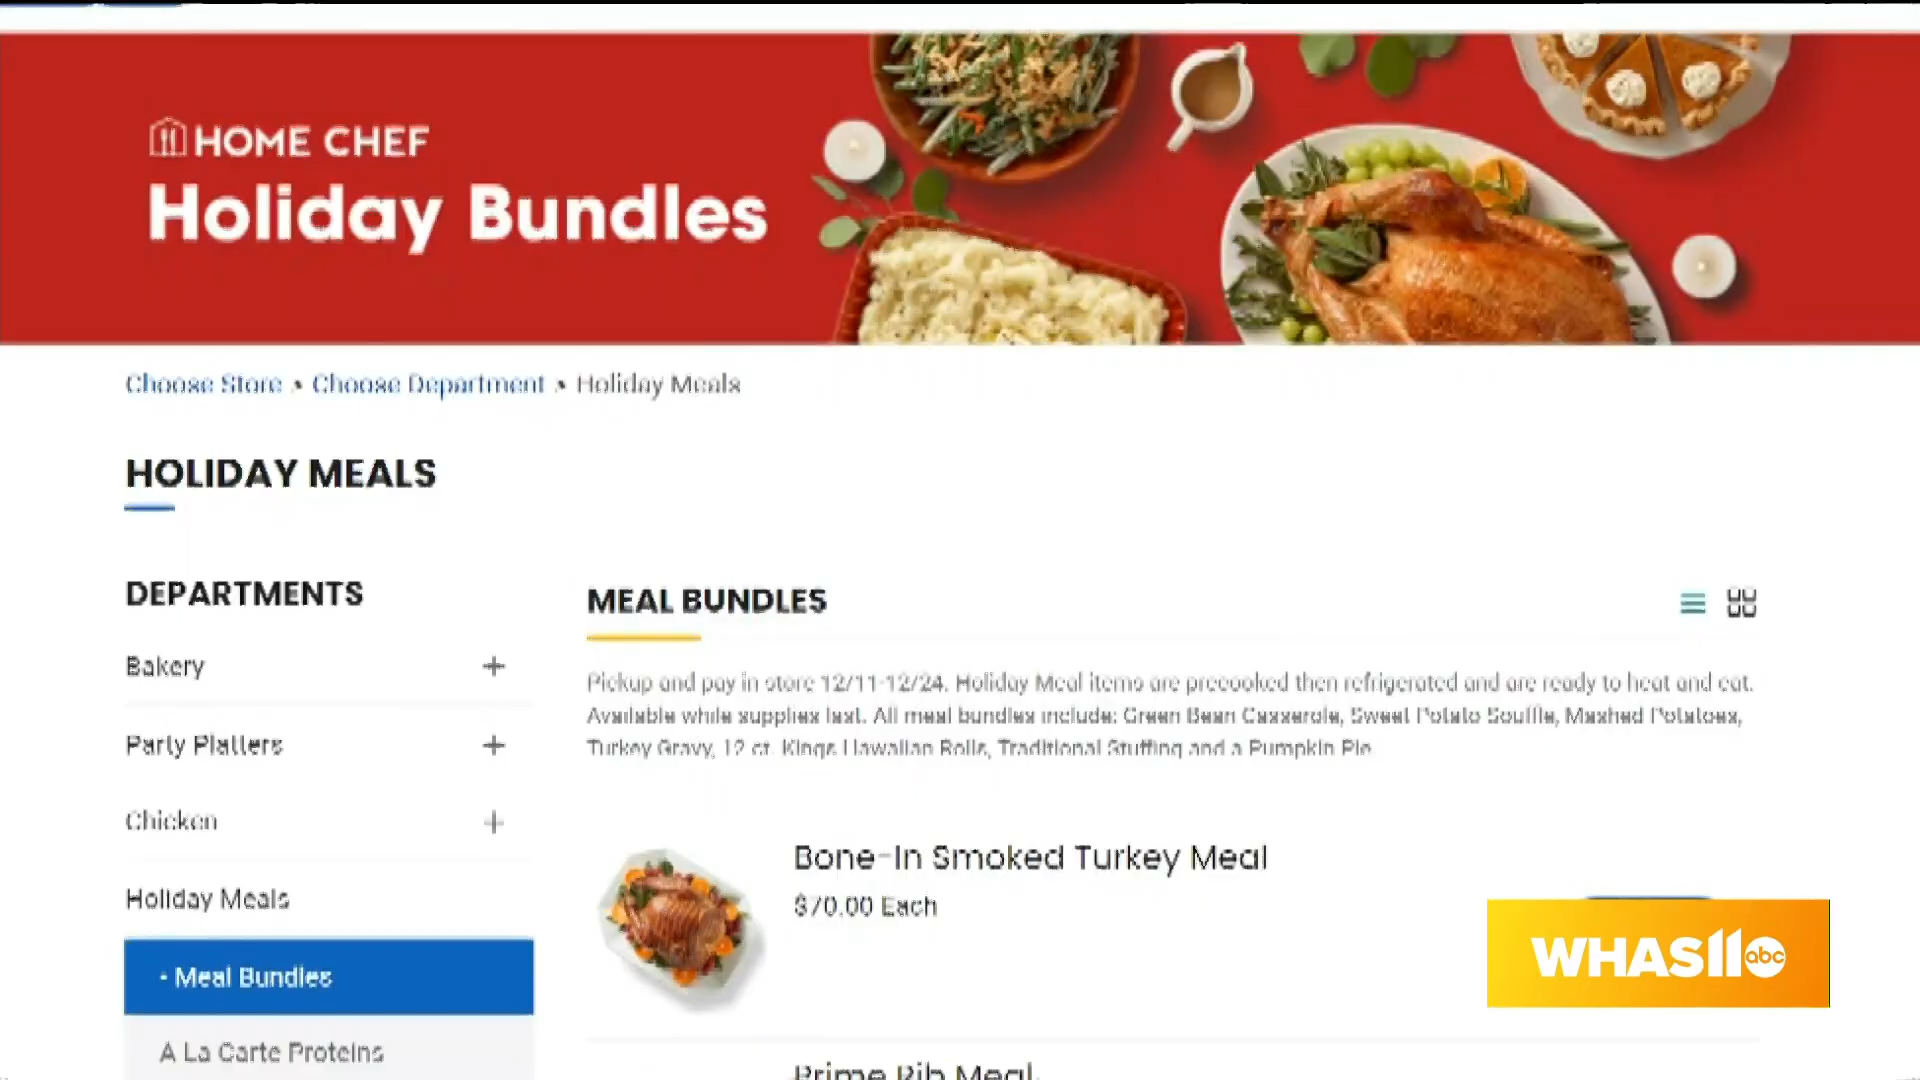 HOME CHEF
Holiday Bundles
Choose Store • Choose Department • Holiday Meals
HOLIDAY MEALS
DEPARTMENTS
Bakery +
Party Platters +
Chicken +
Holiday Meals
- Meal Bundles
A La Carte Proteins
MEAL BUNDLES
Pickup and pay in store 12/11-12/24. Holiday Meal items are precooked then refrigerated and are ready to heat and eat.
Available while supplies last. All meal bundles include: Green Bean Casserole, Sweet Potato Souffle, Mashed Potatoes,
Turkey Gravy, 12 ct. Kings Hawaiian Rolls, Traditional Stuffing and a Pumpkin Pie
Bone-In Smoked Turkey Meal
$70.00 Each
Prime Rib Meal
WHAS11 abc